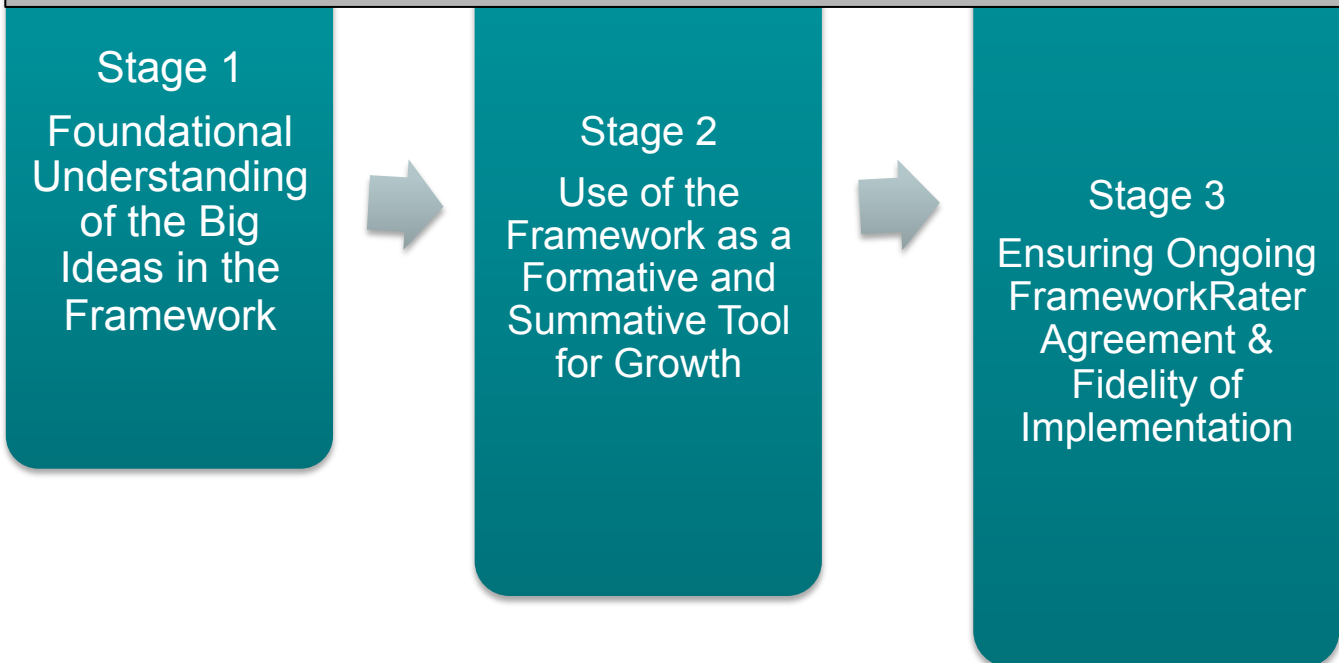 Stage 1
Foundational
Understanding
of the Big
Ideas in the
Framework
Stage 2
Use of the
Framework as a
Formative and
Summative Tool
for Growth
Stage 3
Ensuring Ongoing
FrameworkRater
Agreement &
Fidelity of
Implementation